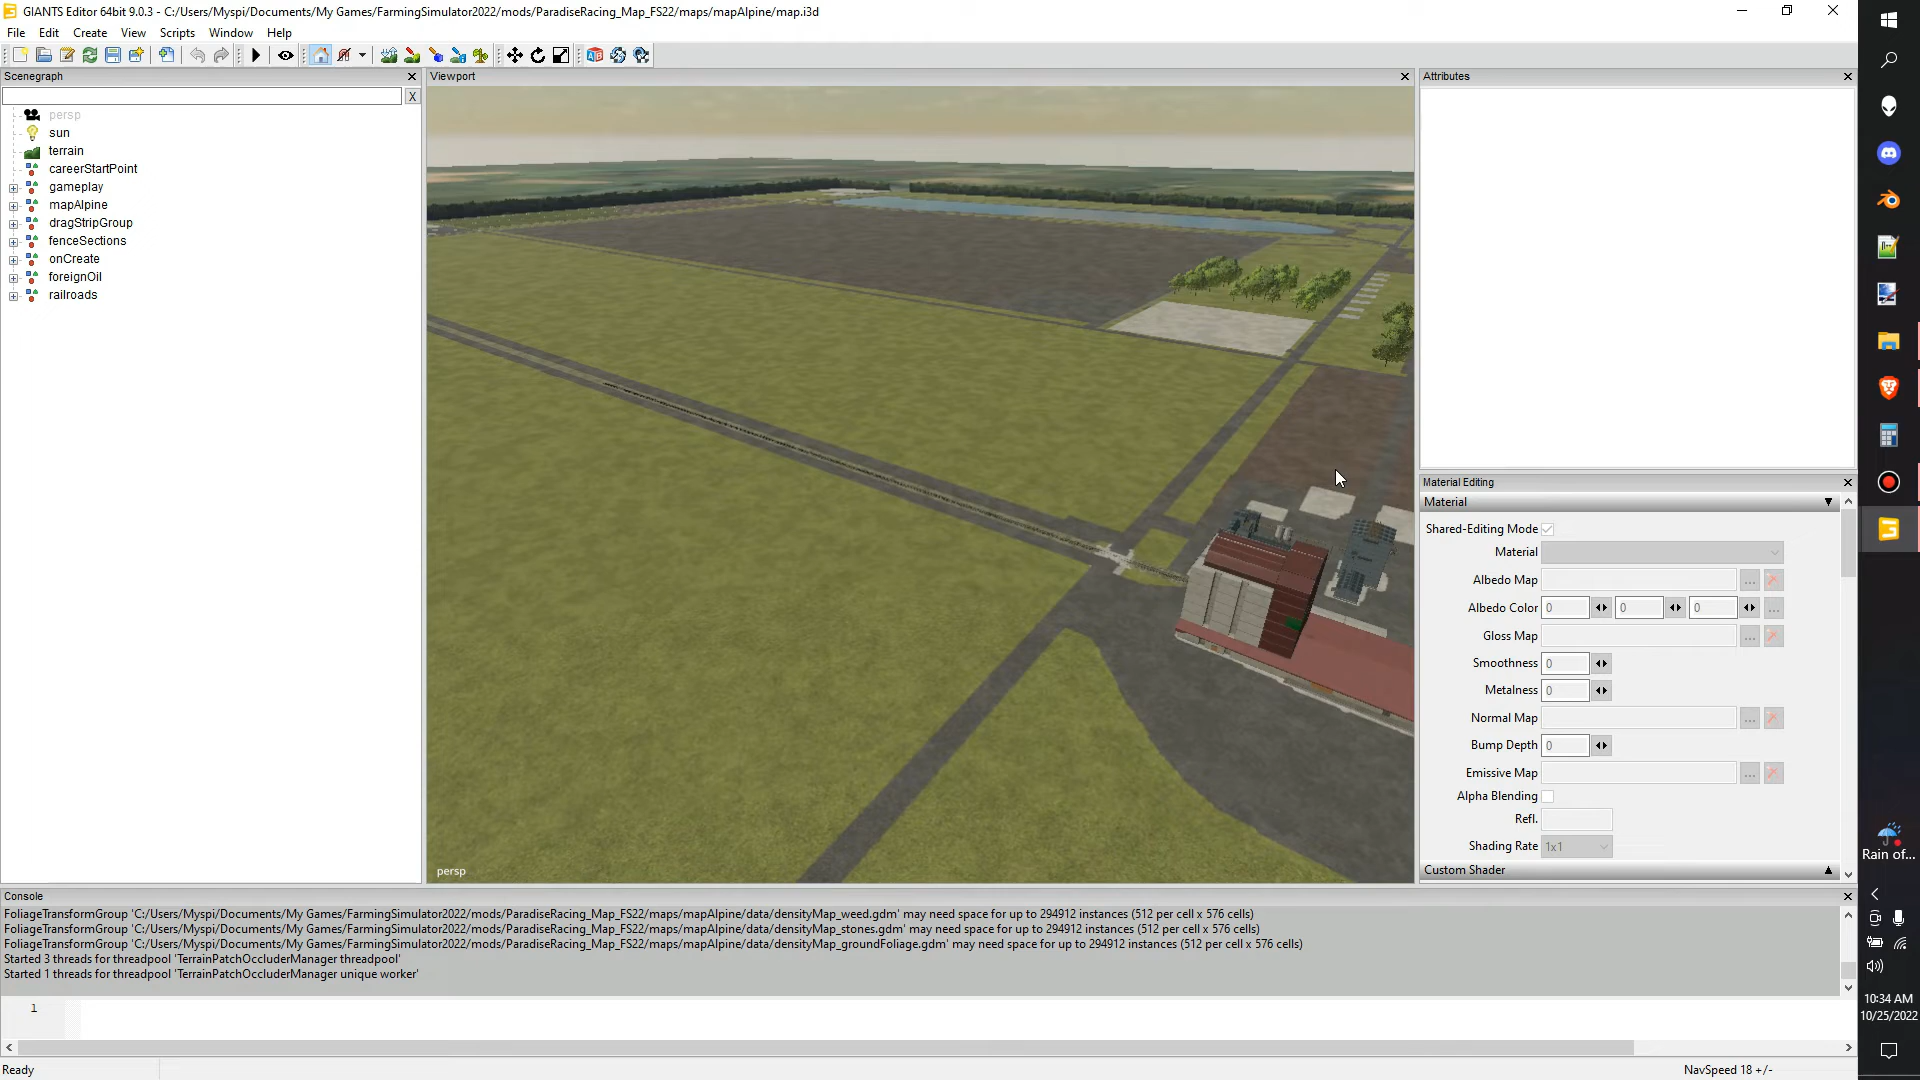 GIANTS Editor 64bit 9.0.3 - C:/Users/Myspi/Documents/My Games/FarmingSimulator2022/mods/ParadiseRacing_Map_FS22/maps/mapAlpine/map.i3d
File Edit Create View Scripts Window Help
Scenegraph
X
persp
sun
terrain
careerStartPoint
gameplay
mapAlpine
dragStripGroup
fenceSections
onCreate
foreignOil
railroads
Viewport
persp
Attributes
Material Editing
Material
Shared-Editing Mode
Material
Albedo Map ...
Albedo Color 0 0 0 ...
Gloss Map ...
Smoothness 0
Metalness 0
Normal Map ...
Bump Depth 0
Emissive Map ...
Alpha Blending
Refl.
Shading Rate 1x1
Custom Shader
Console
FoliageTransformGroup 'C:/Users/Myspi/Documents/My Games/FarmingSimulator2022/mods/ParadiseRacing_Map_FS22/maps/mapAlpine/data/densityMap_weed.gdm' may need space for up to 294912 instances (512 per cell x 576 cells)
FoliageTransformGroup 'C:/Users/Myspi/Documents/My Games/FarmingSimulator2022/mods/ParadiseRacing_Map_FS22/maps/mapAlpine/data/densityMap_stones.gdm' may need space for up to 294912 instances (512 per cell x 576 cells)
FoliageTransformGroup 'C:/Users/Myspi/Documents/My Games/FarmingSimulator2022/mods/ParadiseRacing_Map_FS22/maps/mapAlpine/data/densityMap_groundFoliage.gdm' may need space for up to 294912 instances (512 per cell x 576 cells)
Started 3 threads for threadpool 'TerrainPatchOccluderManager threadpool'
Started 1 threads for threadpool 'TerrainPatchOccluderManager unique worker'
1
Ready
NavSpeed 18 +/-
Rain of...
10:34 AM
10/25/2022